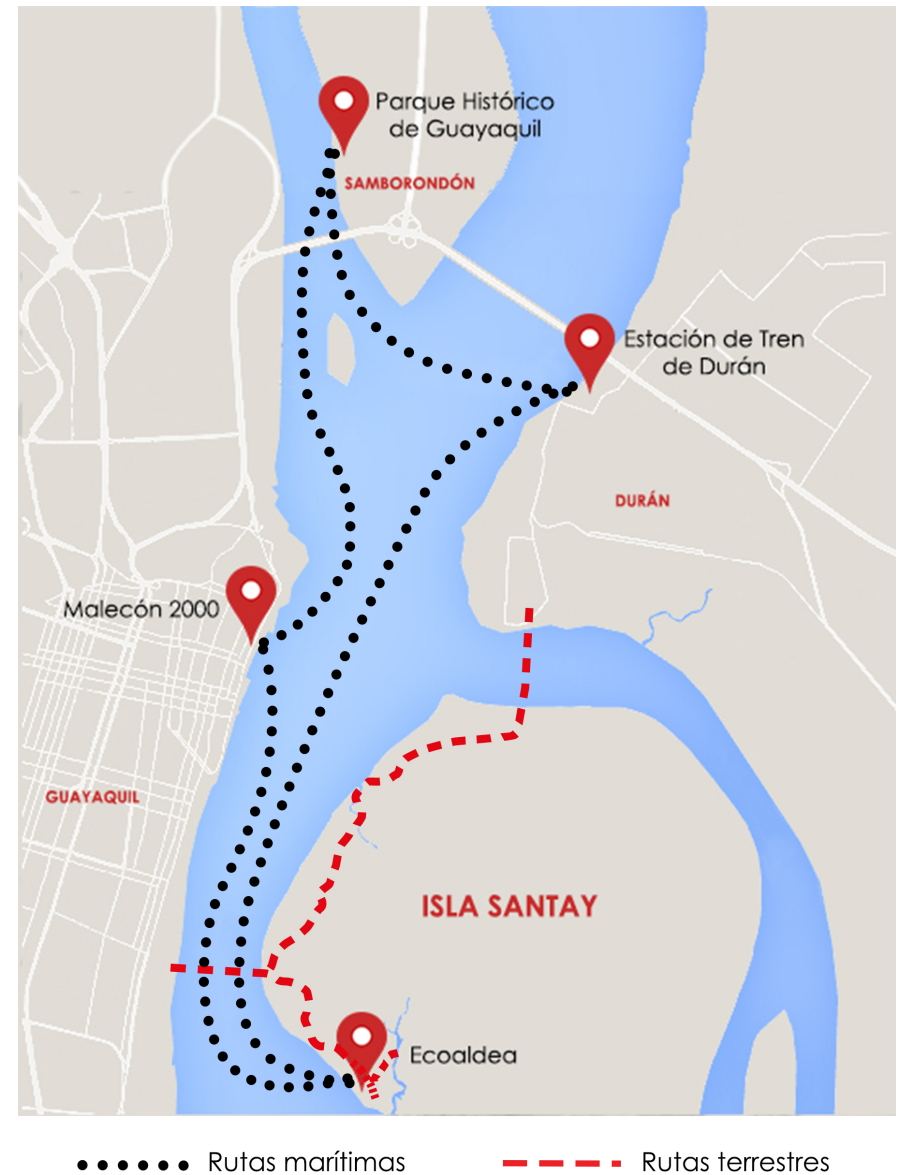 Parque Histórico
de Guayaquil
SAMBORONDÓN
Estación de Tren
de Durán
DURÁN
Malecón 2000
GUAYAQUIL
ISLA SANTAY
Ecoaldea
Rutas marítimas
Rutas terrestres